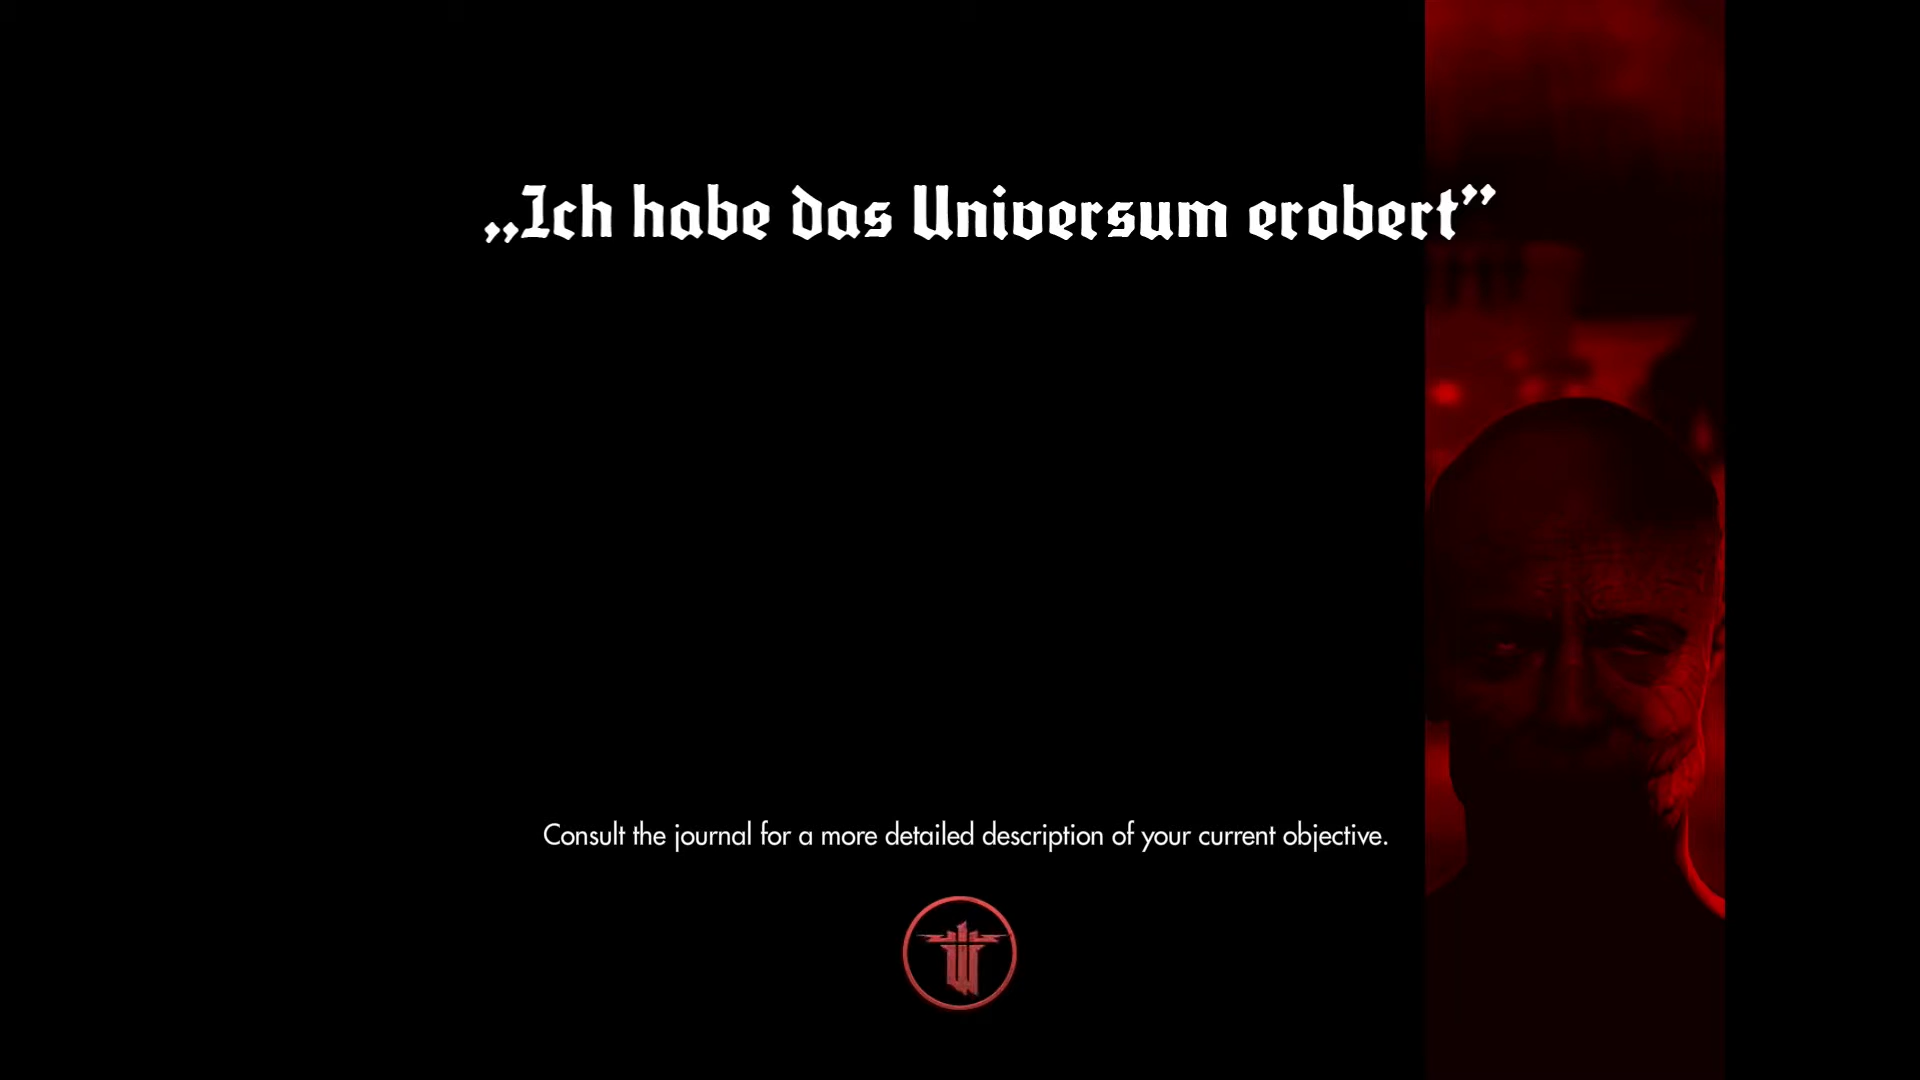 „Ich habe das Universum erobert”
Consult the journal for a more detailed description of your current objective.